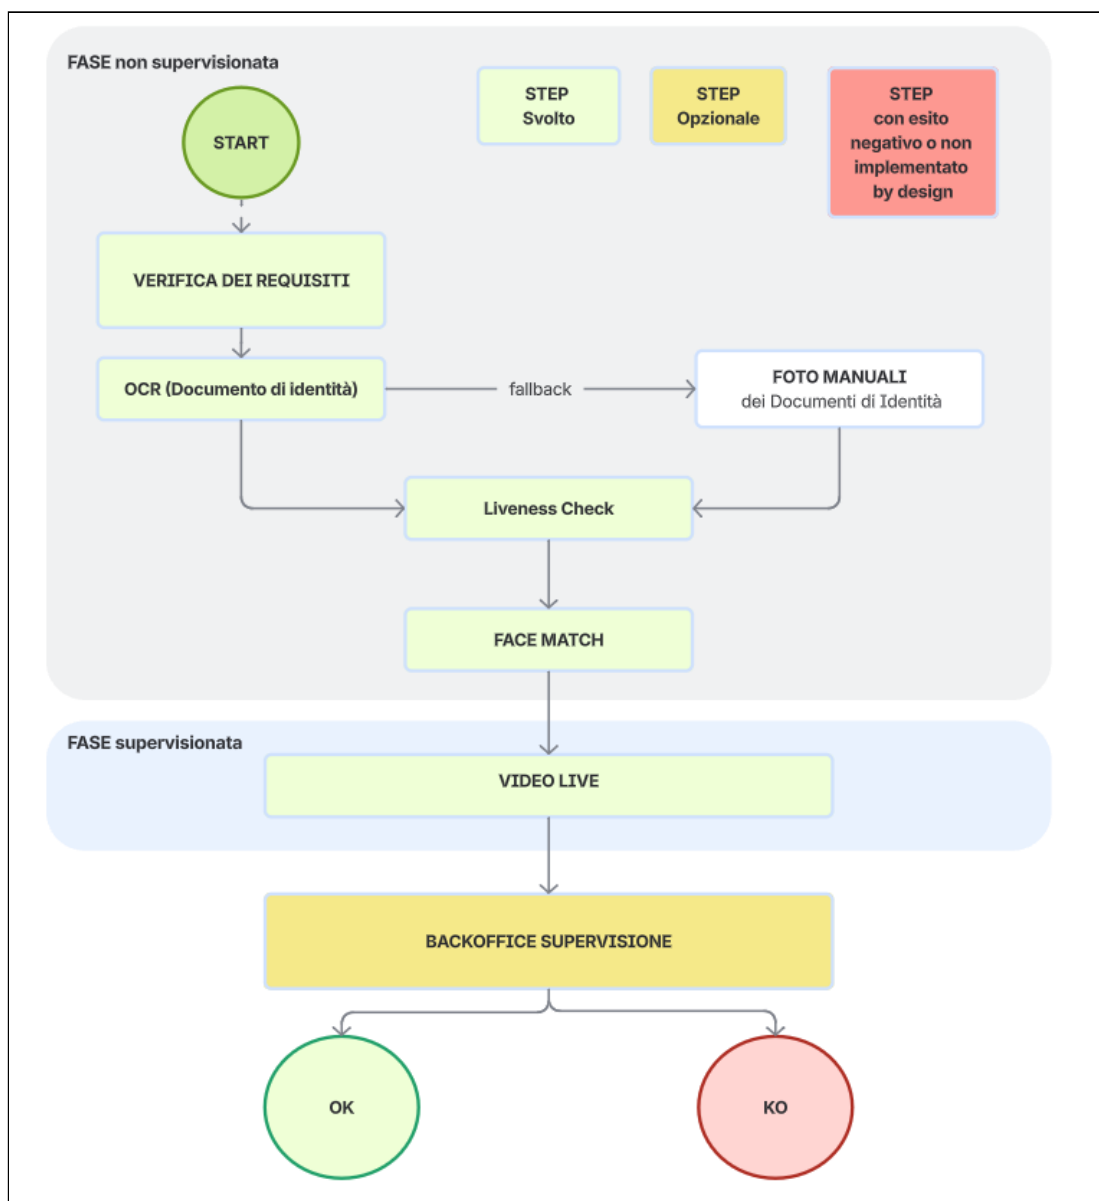 FASE non supervisionata
START
STEP
Svolto
STEP
Opzionale
STEP
con esito
negativo o non
implementato
by design
VERIFICA DEI REQUISITI
OCR (Documento di identità)
fallback
FOTO MANUALI
dei Documenti di Identità
Liveness Check
FACE MATCH
FASE supervisionata
VIDEO LIVE
BACKOFFICE SUPERVISIONE
OK
KO